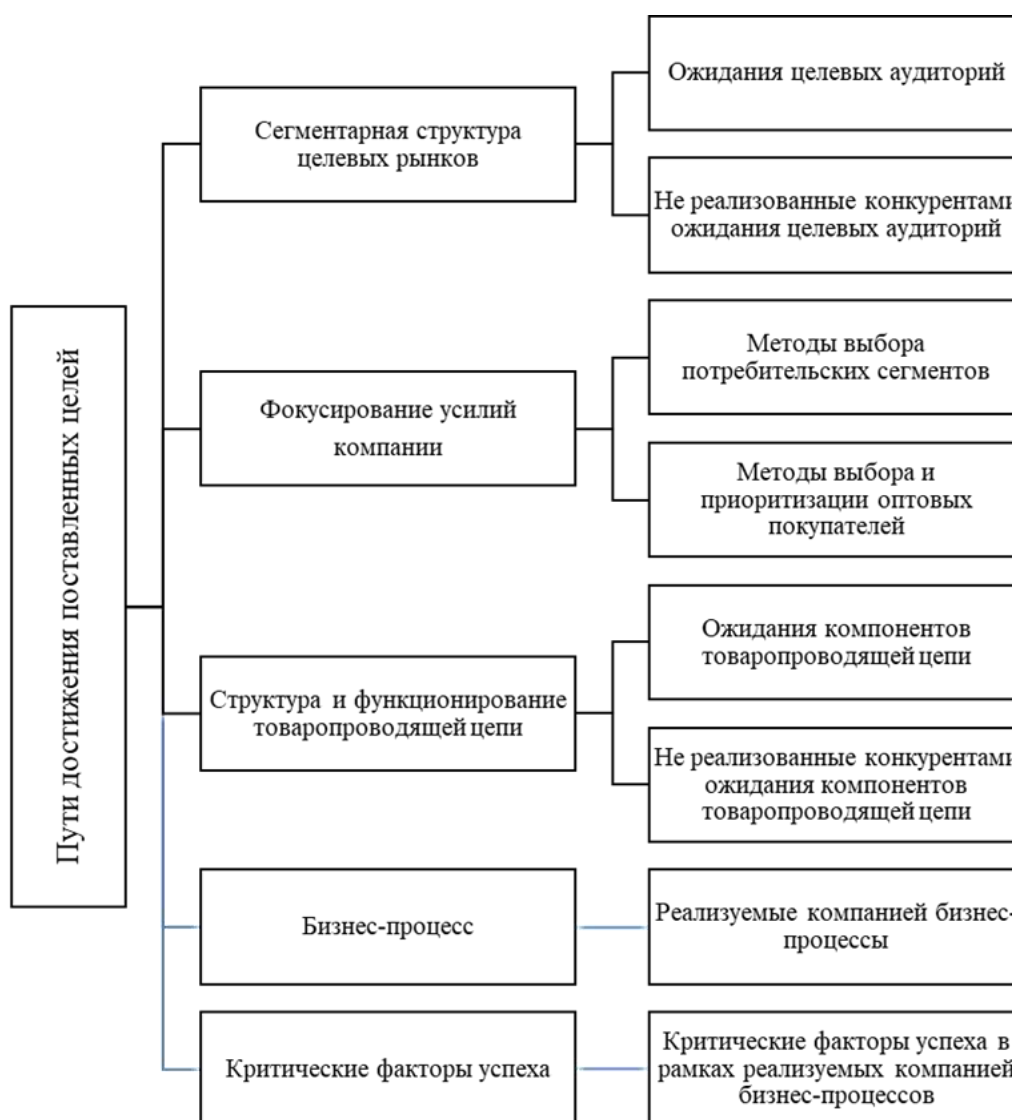 Пути достижения поставленных целей
Сегментарная структура
целевых рынков
Ожидания целевых аудиторий
Не реализованные конкурентами
ожидания целевых аудиторий
Фокусирование усилий
компании
Методы выбора
потребительских сегментов
Методы выбора и
приоритизации оптовых
покупателей
Структура и функционирование
товаропроводящей цепи
Ожидания компонентов
товаропроводящей цепи
Не реализованные конкурентами
ожидания компонентов
товаропроводящей цепи
Бизнес-процесс
Реализуемые компанией бизнес-
процессы
Критические факторы успеха
Критические факторы успеха в
рамках реализуемых компанией
бизнес-процессов